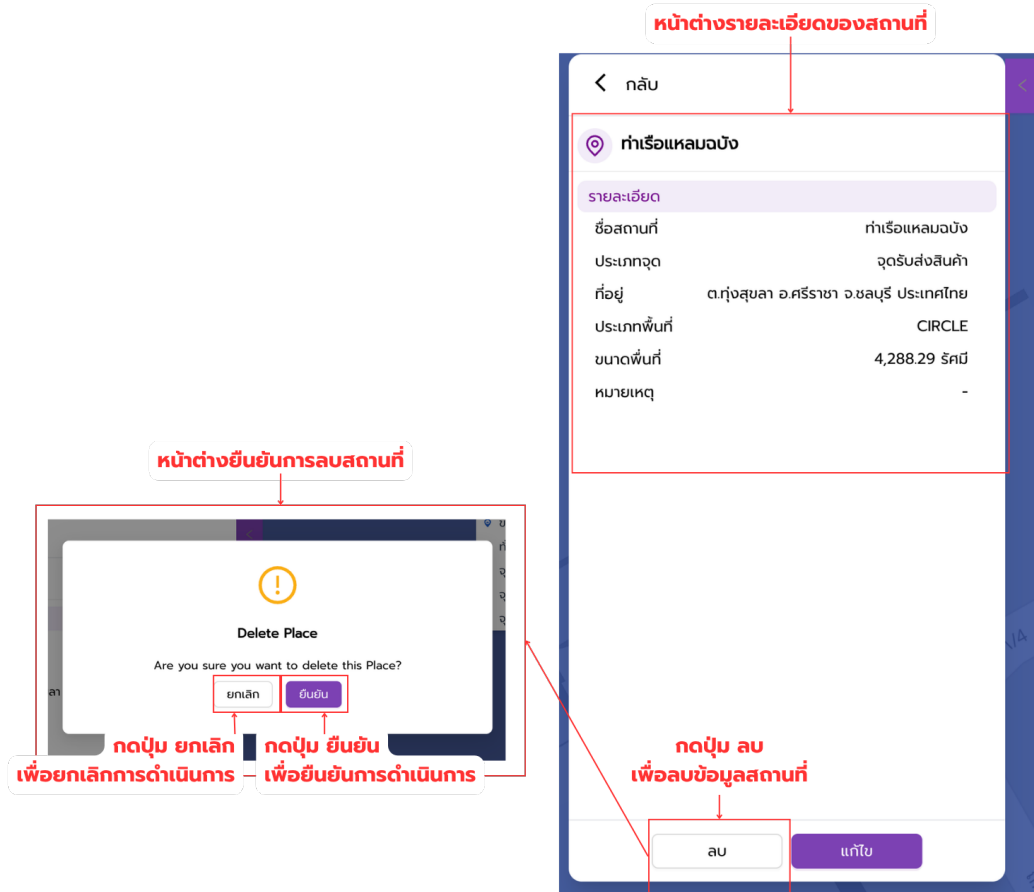 หน้าต่างรายละเอียดของสถานที่
กลับ
ท่าเรือแหลมฉบัง
รายละเอียด
ชื่อสถานที่ ท่าเรือแหลมฉบัง
ประเภทจุด จุดรับส่งสินค้า
ที่อยู่ ต.ทุ่งสุขลา อ.ศรีราชา จ.ชลบุรี ประเทศไทย
ประเภทพื้นที่ CIRCLE
ขนาดพื้นที่ 4,288.29 รัศมี
หมายเหตุ -
หน้าต่างยืนยันการลบสถานที่
Delete Place
Are you sure you want to delete this Place?
ยกเลิก ยืนยัน
กดปุ่ม ยกเลิก
เพื่อยกเลิกการดำเนินการ
กดปุ่ม ยืนยัน
เพื่อยืนยันการดำเนินการ
กดปุ่ม ลบ
เพื่อลบข้อมูลสถานที่
ลบ แก้ไข